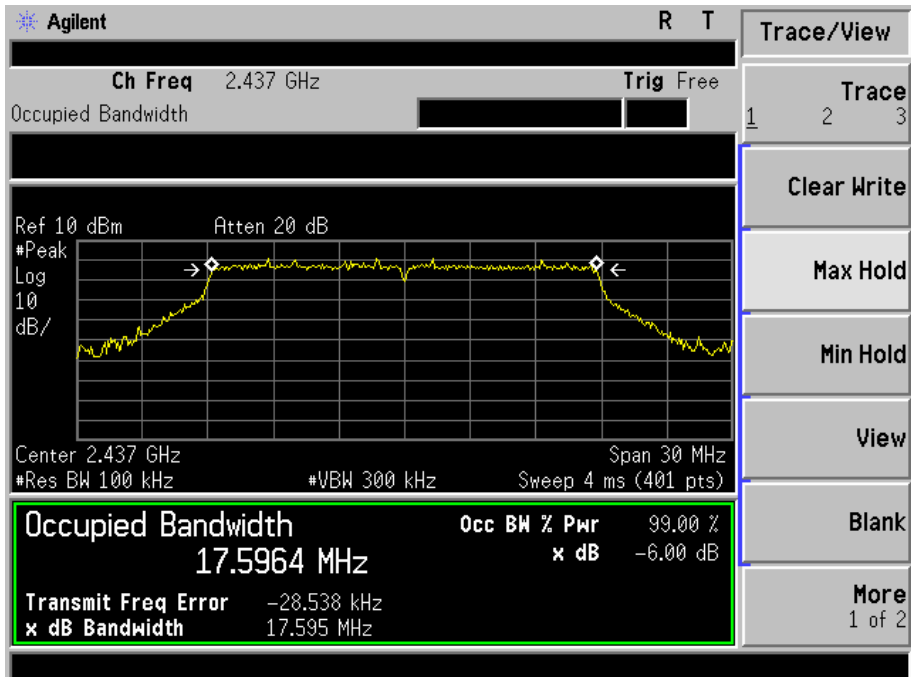 Agilent R T
Ch Freq 2.437 GHz Trig Free
Occupied Bandwidth
Ref 10 dBm Atten 20 dB
#Peak
Log
10
dB/
Center 2.437 GHz Span 30 MHz
#Res BW 100 kHz #VBW 300 kHz Sweep 4 ms (401 pts)
Occupied Bandwidth Occ BW % Pwr 99.00 %
17.5964 MHz x dB -6.00 dB
Transmit Freq Error -28.538 kHz
x dB Bandwidth 17.595 MHz
Trace/View
Trace
1 2 3
Clear Write
Max Hold
Min Hold
View
Blank
More
1 of 2